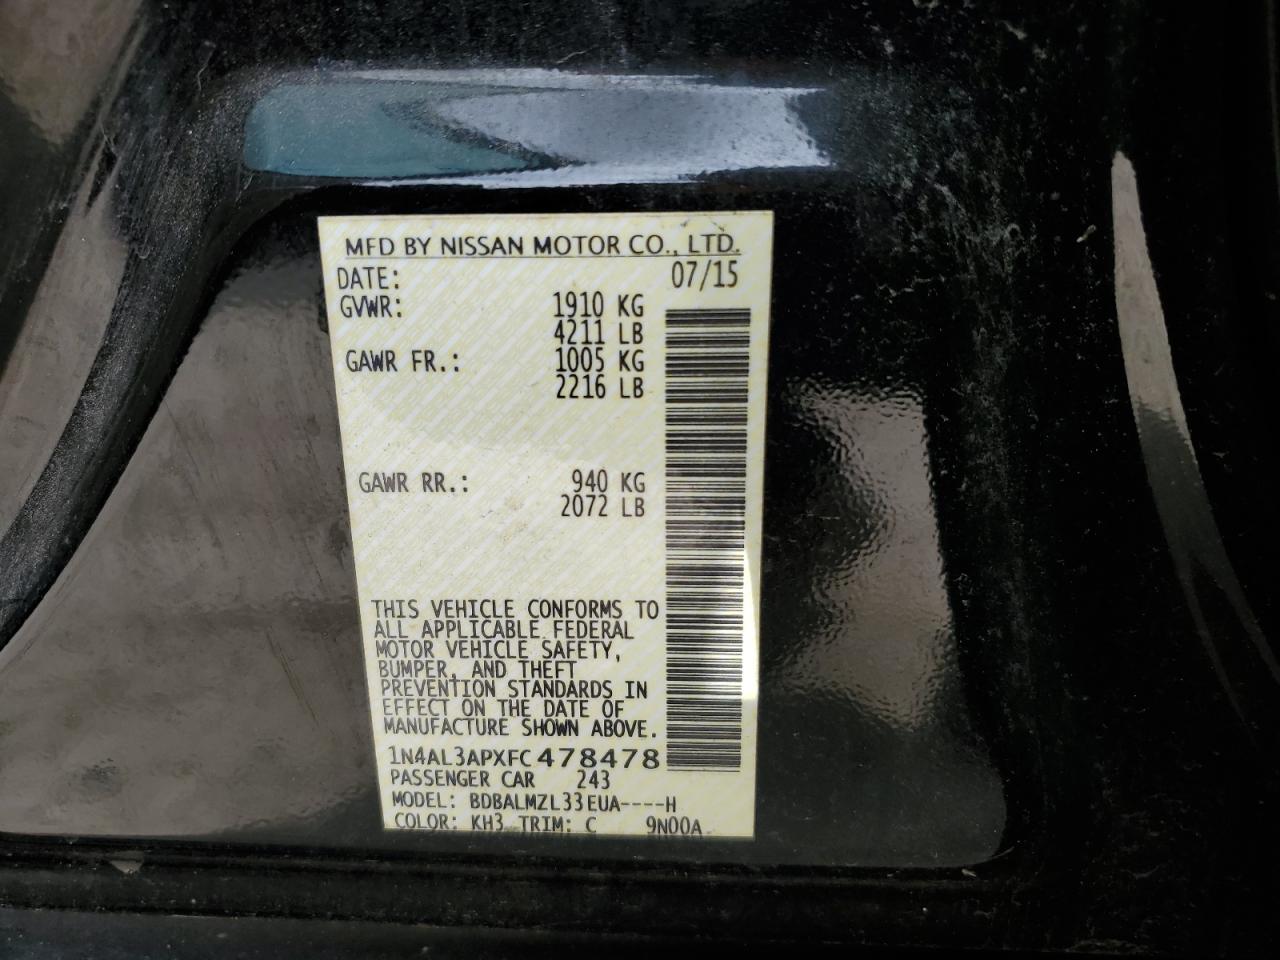 MFD BY NISSAN MOTOR CO., LTD.
DATE: 07/15
GVWR: 1910 KG
4211 LB
GAWR FR.: 1005 KG
2216 LB
GAWR RR.: 940 KG
2072 LB
THIS VEHICLE CONFORMS TO
ALL APPLICABLE FEDERAL
MOTOR VEHICLE SAFETY,
BUMPER, AND THEFT
PREVENTION STANDARDS IN
EFFECT ON THE DATE OF
MANUFACTURE SHOWN ABOVE.
1N4AL3APXFC478478
PASSENGER CAR 243
MODEL: BDBALMZL33EUA----H
COLOR: KH3 TRIM: C 9N00A